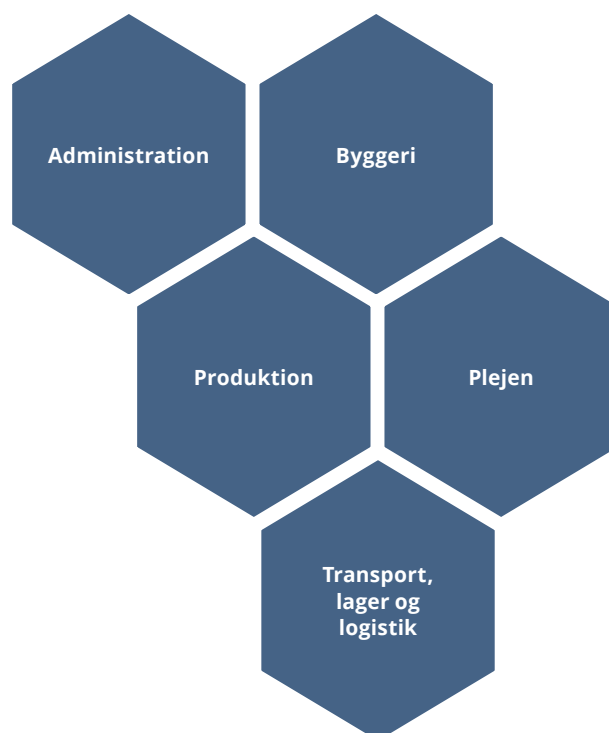 Administration
Byggeri
Produktion
Plejen
Transport,
lager og
logistik